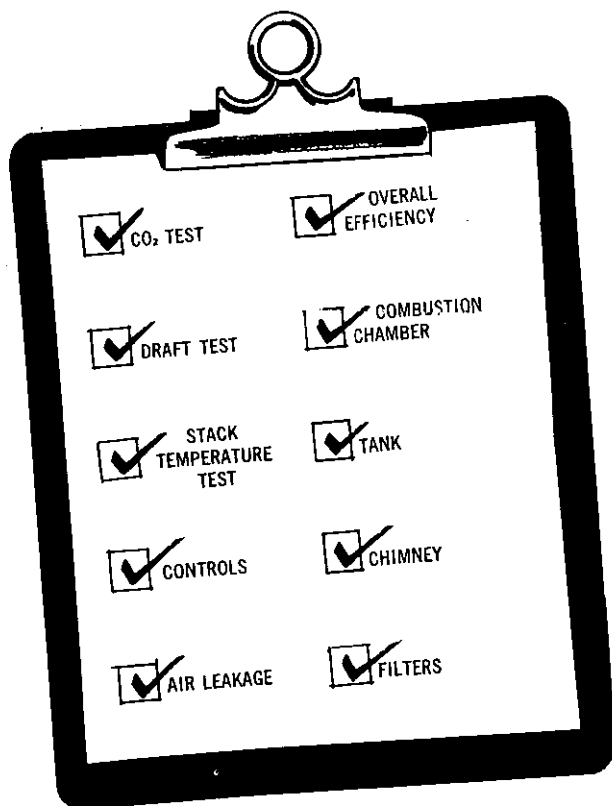 CO₂ TEST
DRAFT TEST
STACK
TEMPERATURE
TEST
CONTROLS
AIR LEAKAGE
OVERALL
EFFICIENCY
COMBUSTION
CHAMBER
TANK
CHIMNEY
FILTERS